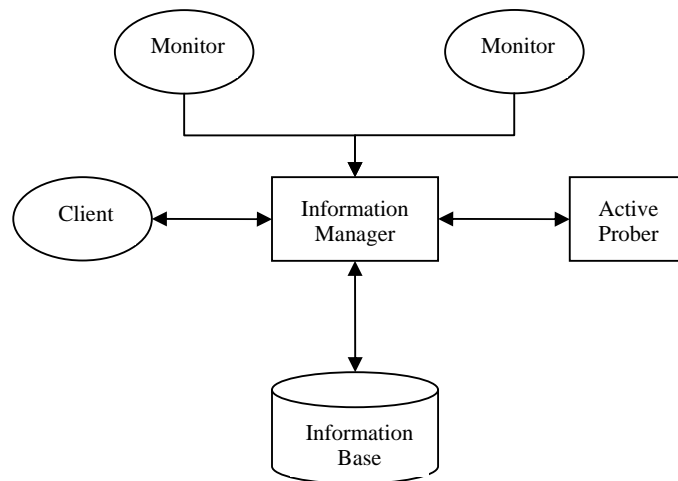 Monitor
Monitor
Client
Information
Manager
Active
Prober
Information
Base